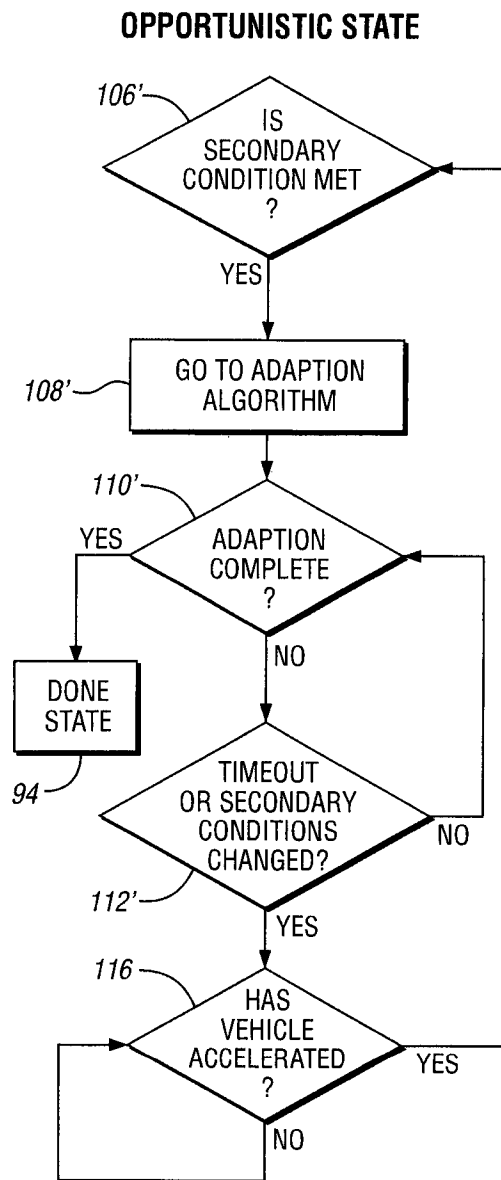 OPPORTUNISTIC STATE
106'
IS
SECONDARY
CONDITION MET
?
YES
108'
GO TO ADAPTION
ALGORITHM
110'
YES
ADAPTION
COMPLETE
?
NO
DONE
STATE
94
TIMEOUT
OR SECONDARY
CONDITIONS
CHANGED?
NO
112'
YES
116
HAS
VEHICLE
ACCELERATED
?
YES
NO